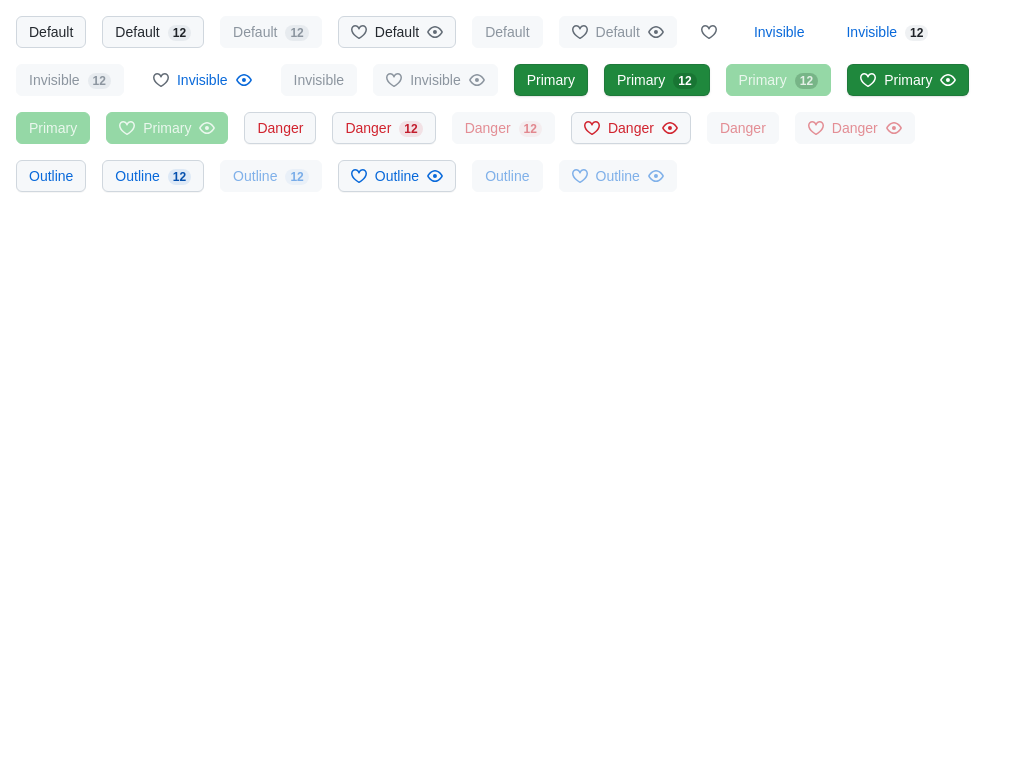 Default Default 12 Default 12 Default Default Default Invisible Invisible 12
Invisible 12 Invisible Invisible Invisible Primary Primary 12 Primary 12 Primary
Primary Primary Danger Danger 12 Danger 12 Danger Danger Danger
Outline Outline 12 Outline 12 Outline Outline Outline